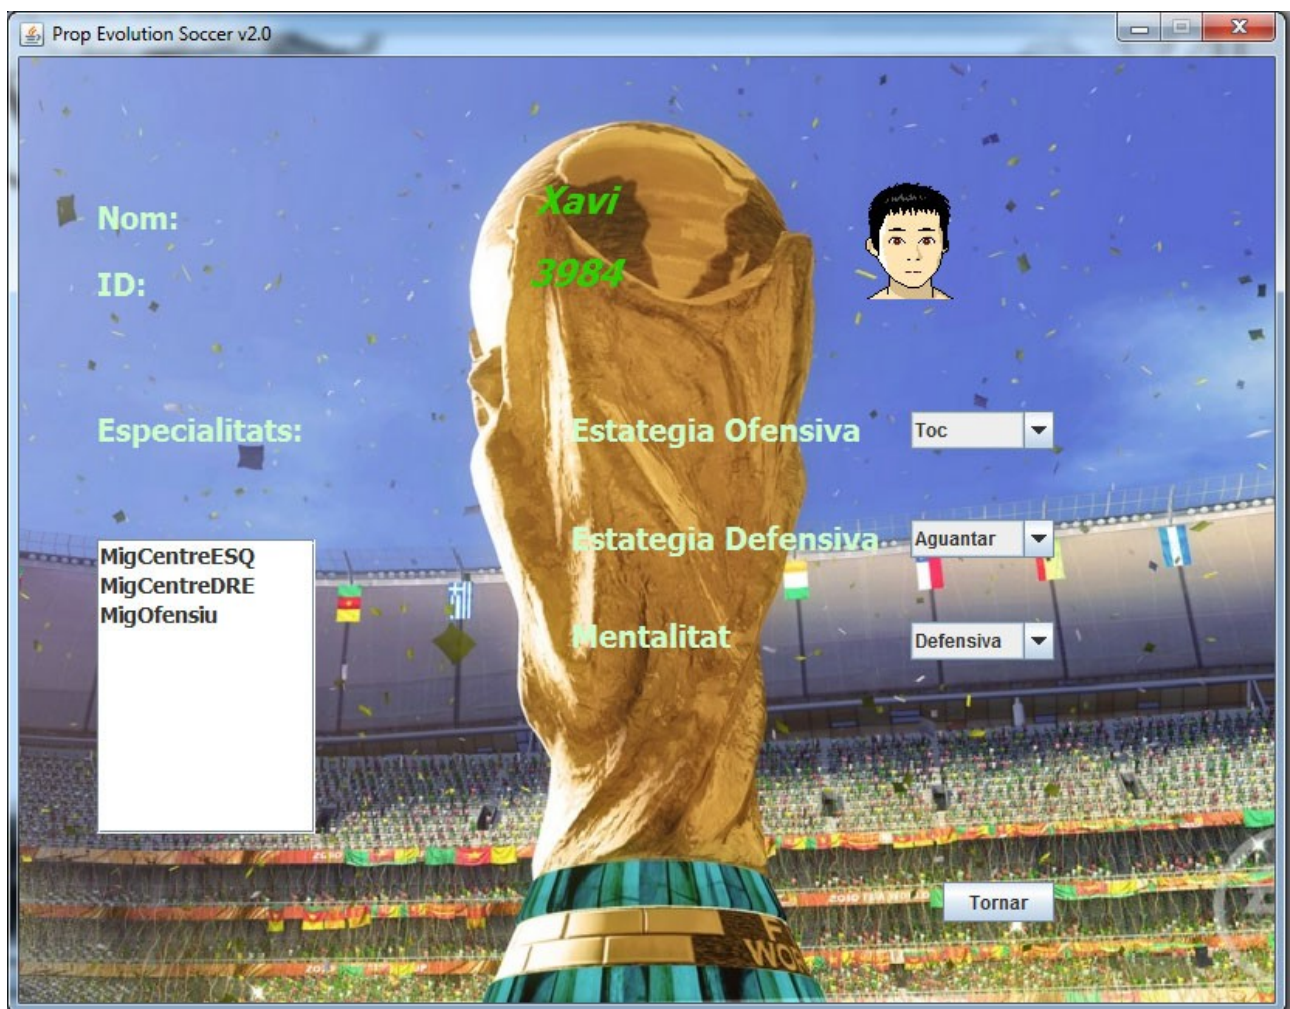 Prop Evolution Soccer v2.0
Nom:
Xavi
ID:
3984
Especialitats:
Estategia Ofensiva
Toc
Estategia Defensiva
Aguantar
MigCentreESQ
MigCentreDRE
MigOfensiu
Mentalitat
Defensiva
Tornar